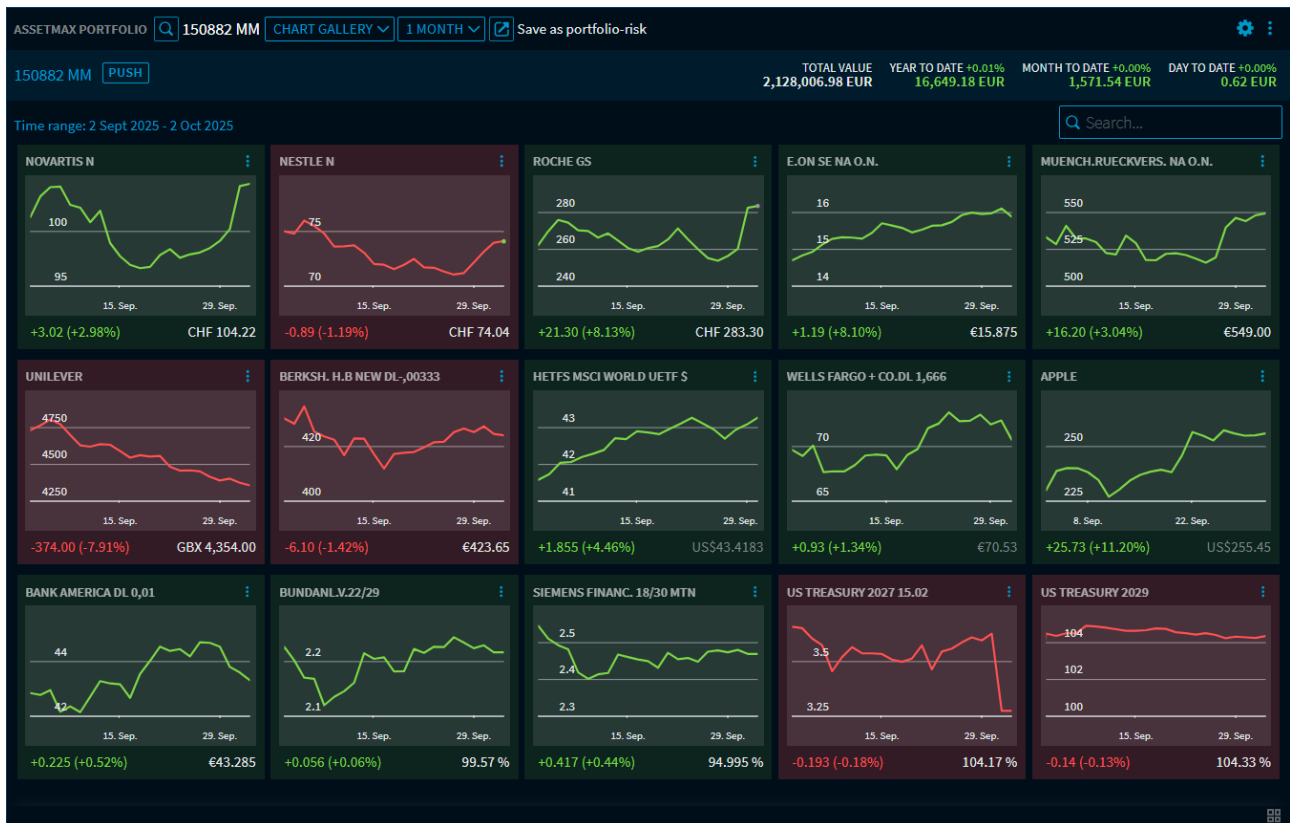 ASSETMAX PORTFOLIO 150882 MM CHART GALLERY 1 MONTH Save as portfolio-risk
150882 MM PUSH
TOTAL VALUE YEAR TO DATE +0.01% MONTH TO DATE +0.00% DAY TO DATE +0.00%
2,128,006.98 EUR 16,649.18 EUR 1,571.54 EUR 0.62 EUR
Time range: 2 Sept 2025 - 2 Oct 2025
Search...
NOVARTIS N
100
95
15. Sep. 29. Sep.
+3.02 (+2.98%) CHF 104.22
NESTLE N
75
70
15. Sep. 29. Sep.
-0.89 (-1.19%) CHF 74.04
ROCHE GS
280
260
240
15. Sep. 29. Sep.
+21.30 (+8.13%) CHF 283.30
E.ON SE NA O.N.
16
15
14
15. Sep. 29. Sep.
+1.19 (+8.10%) €15.875
MUENCH.RUECKVERS. NA O.N.
550
525
500
15. Sep. 29. Sep.
+16.20 (+3.04%) €549.00
UNILEVER
4750
4500
4250
15. Sep. 29. Sep.
-374.00 (-7.91%) GBX 4,354.00
BERKSH. H.B NEW DL-,00333
420
400
15. Sep. 29. Sep.
-6.10 (-1.42%) €423.65
HETFS MSCI WORLD UETF $
43
42
41
15. Sep. 29. Sep.
+1.855 (+4.46%) US$43.4183
WELLS FARGO + CO.DL 1,666
70
65
15. Sep. 29. Sep.
+0.93 (+1.34%) €70.53
APPLE
250
225
8. Sep. 22. Sep.
+25.73 (+11.20%) US$255.45
BANK AMERICA DL 0,01
44
42
15. Sep. 29. Sep.
+0.225 (+0.52%) €43.285
BUNDANL.V.22/29
2.2
2.1
15. Sep. 29. Sep.
+0.056 (+0.06%) 99.57 %
SIEMENS FINANC. 18/30 MTN
2.5
2.4
2.3
15. Sep. 29. Sep.
+0.417 (+0.44%) 94.995 %
US TREASURY 2027 15.02
3.5
3.25
15. Sep. 29. Sep.
-0.193 (-0.18%) 104.17 %
US TREASURY 2029
104
102
100
15. Sep. 29. Sep.
-0.14 (-0.13%) 104.33 %